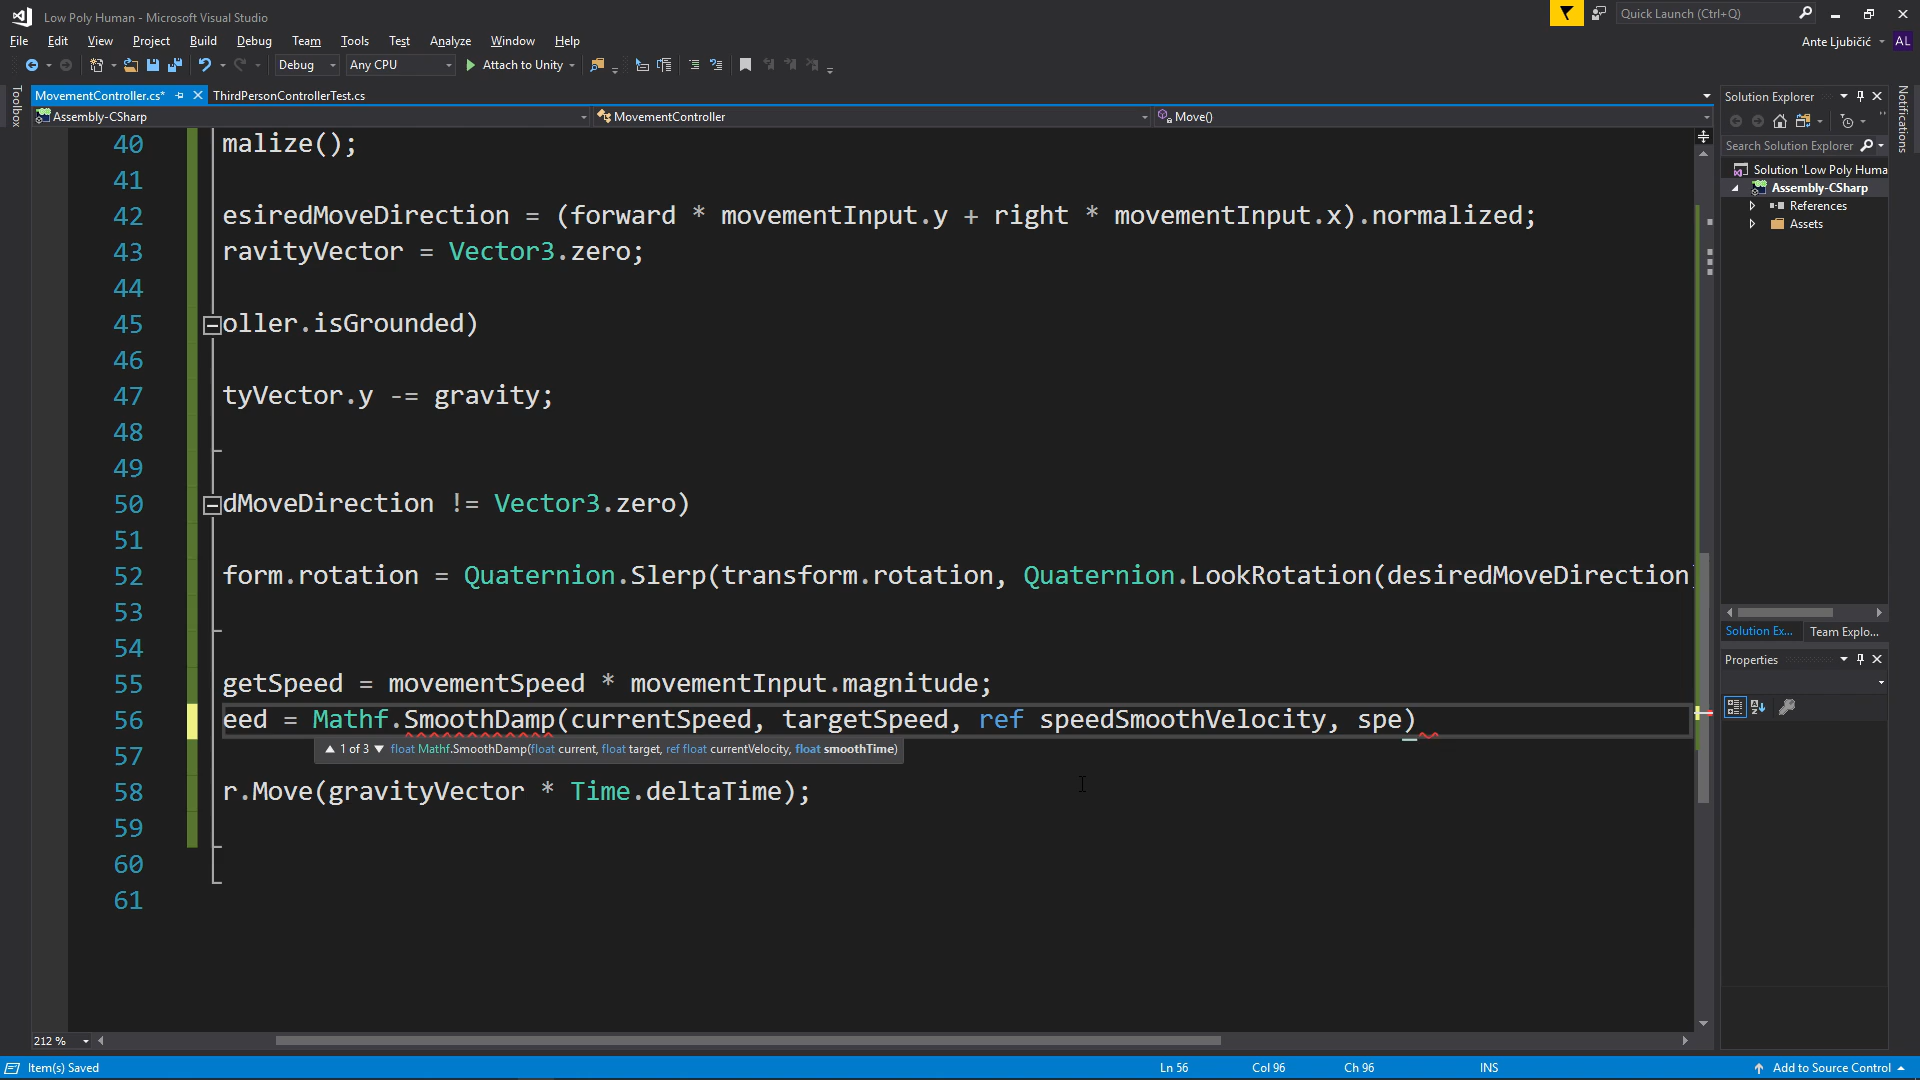 Low Poly Human - Microsoft Visual Studio
Quick Launch (Ctrl+Q)
File Edit View Project Build Debug Team Tools Test Analyze Window Help
Ante Ljubičić AL
Debug Any CPU Attach to Unity
Toolbox
MovementController.cs* ThirdPersonControllerTest.cs
Assembly-CSharp MovementController Move()
40 malize();
41
42 esiredMoveDirection = (forward * movementInput.y + right * movementInput.x).normalized;
43 ravityVector = Vector3.zero;
44
45 oller.isGrounded)
46
47 tyVector.y -= gravity;
48
49
50 dMoveDirection != Vector3.zero)
51
52 form.rotation = Quaternion.Slerp(transform.rotation, Quaternion.LookRotation(desiredMoveDirection)
53
54
55 getSpeed = movementSpeed * movementInput.magnitude;
56 eed = Mathf.SmoothDamp(currentSpeed, targetSpeed, ref speedSmoothVelocity, spe)
1 of 3 float Mathf.SmoothDamp(float current, float target, ref float currentVelocity, float smoothTime)
57
58 r.Move(gravityVector * Time.deltaTime);
59
60
61
212 %
Solution Explorer
Search Solution Explorer
Solution 'Low Poly Huma
Assembly-CSharp
References
Assets
Solution Ex... Team Explo...
Properties
Notifications
Item(s) Saved Ln 56 Col 96 Ch 96 INS Add to Source Control